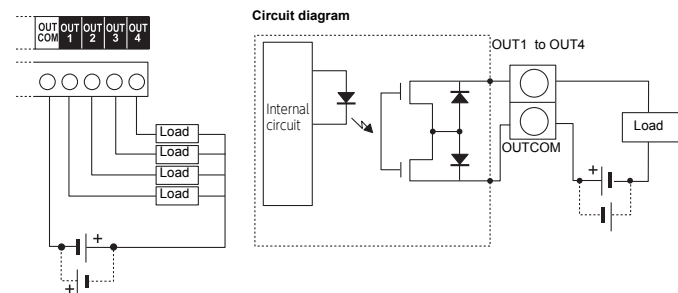 Circuit diagram
OUT COM
OUT 1
OUT 2
OUT 3
OUT 4
Load
Load
Load
Load
+
+
Internal
circuit
OUT1 to OUT4
OUTCOM
Load
+